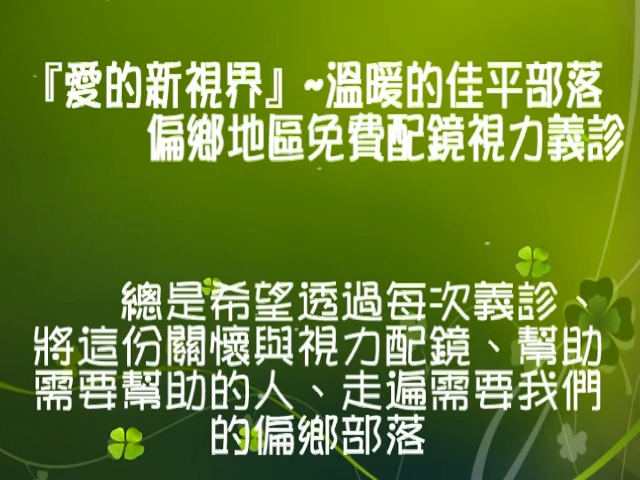 『愛的新視界』~溫暖的佳平部落
偏鄉地區免費配鏡視力義診
總是希望透過每次義診、
將這份關懷與視力配鏡、幫助
需要幫助的人、走遍需要我們
的偏鄉部落